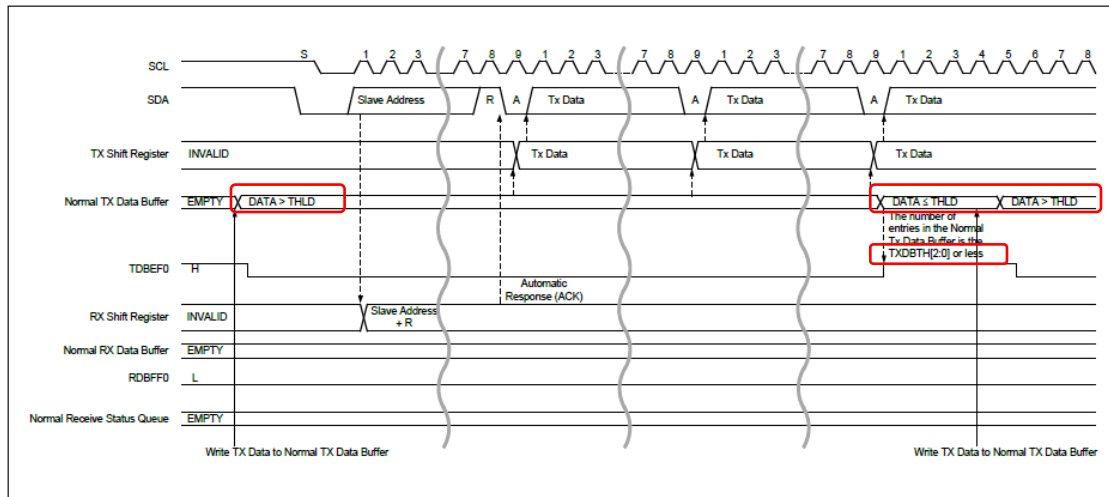 S 1 2 3 7 8 9 1 2 3 7 8 9 1 2 3 7 8 9 1 2 3 4 5 6 7 8
SCL
SDA Slave Address R A Tx Data A Tx Data A Tx Data
TX Shift Register INVALID Tx Data Tx Data Tx Data
Normal TX Data Buffer EMPTY DATA > THLD DATA ≤ THLD DATA > THLD
The number of
entries in the Normal
Tx Data Buffer is the
TXDBTH[2:0] or less
TDBEF0 H
Automatic
Response (ACK)
RX Shift Register INVALID Slave Address
+ R
Normal RX Data Buffer EMPTY
RDBFF0 L
Normal Receive Status Queue EMPTY
Write TX Data to Normal TX Data Buffer Write TX Data to Normal TX Data Buffer